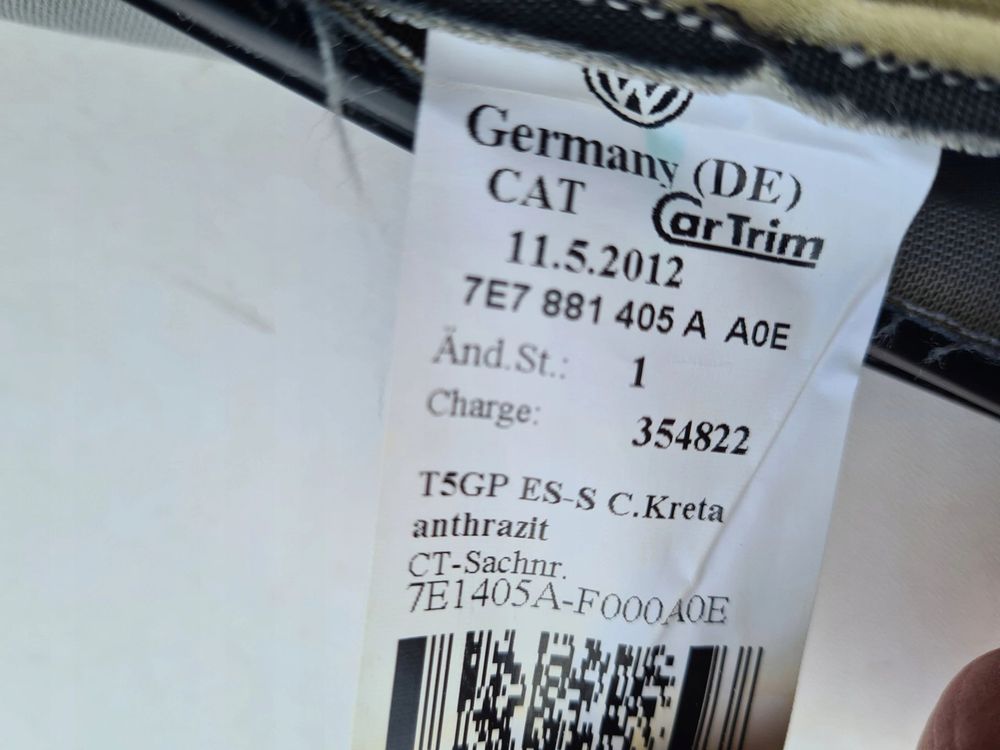 W
Germany (DE)
CAT
CarTrim
11.5.2012
7E7 881 405 A A0E
Änd.St.: 1
Charge: 354822
T5GP ES-S C.Kreta
anthrazit
CT-Sachnr.
7E1405A-F000A0E